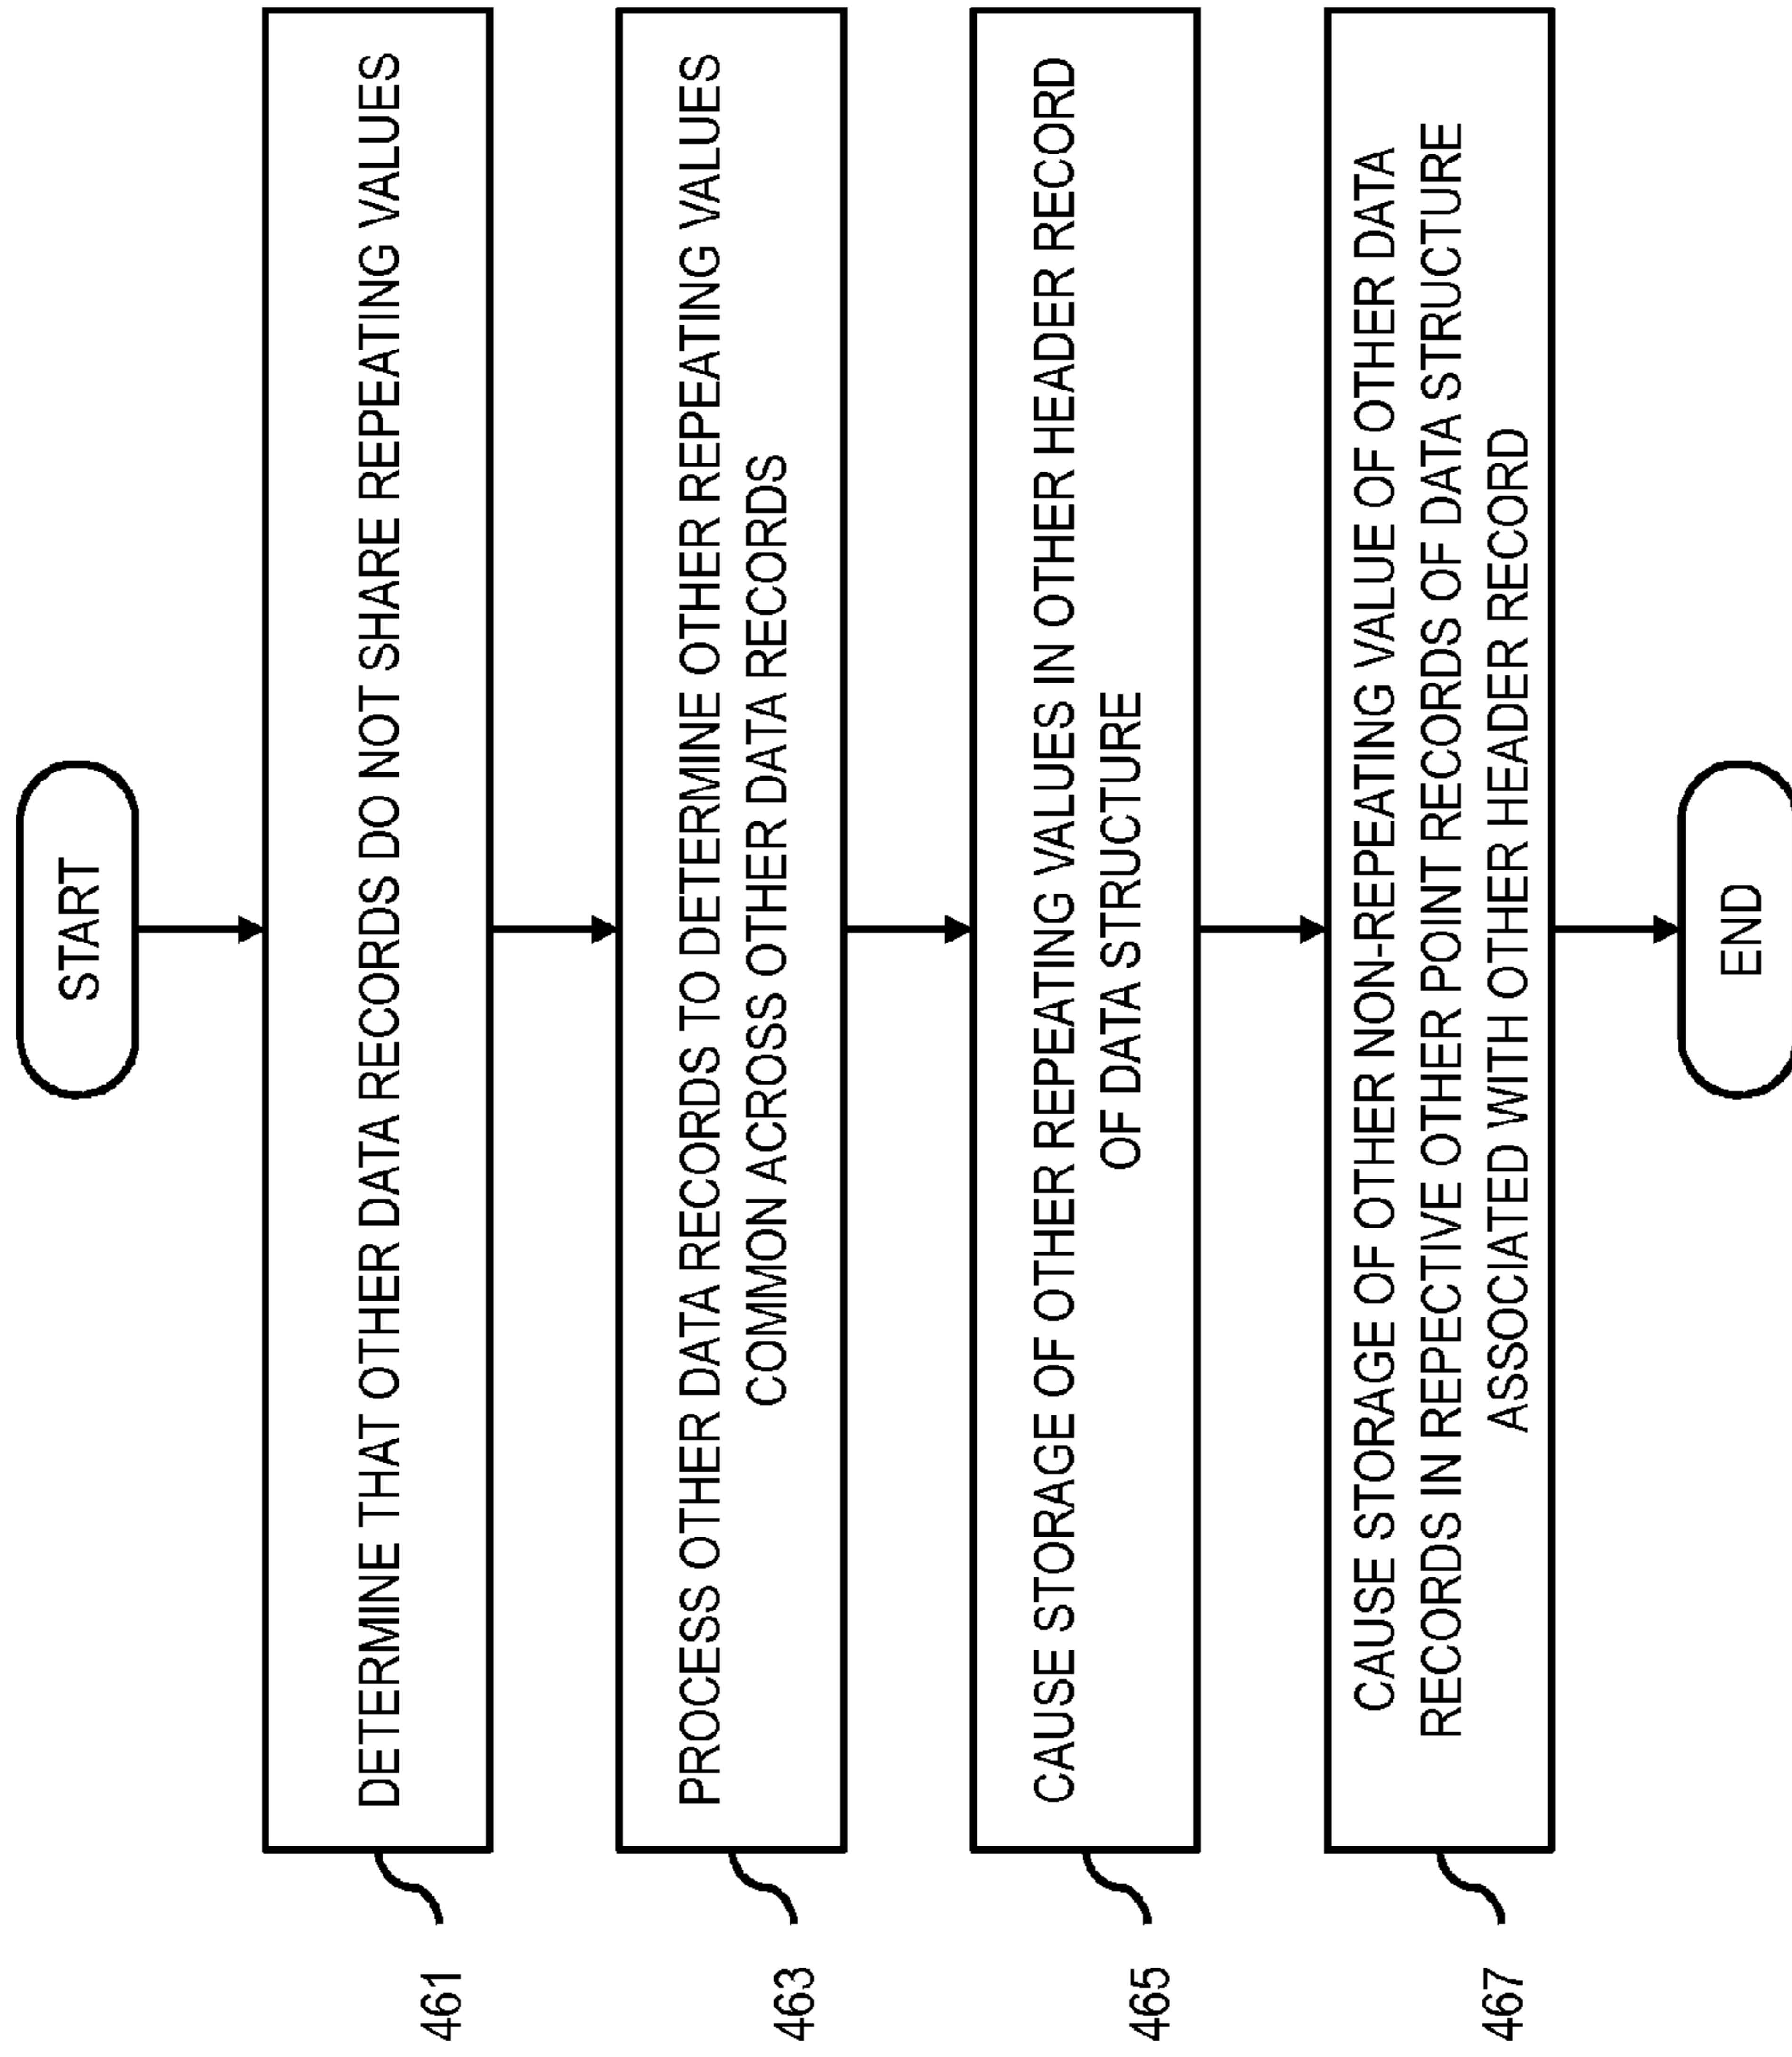 START
461
DETERMINE THAT OTHER DATA RECORDS DO NOT SHARE REPEATING VALUES
463
PROCESS OTHER DATA RECORDS TO DETERMINE OTHER REPEATING VALUES
COMMON ACROSS OTHER DATA RECORDS
465
CAUSE STORAGE OF OTHER REPEATING VALUES IN OTHER HEADER RECORD
OF DATA STRUCTURE
467
CAUSE STORAGE OF OTHER NON-REPEATING VALUE OF OTHER DATA
RECORDS IN REPECTIVE OTHER POINT RECORDS OF DATA STRUCTURE
ASSOCIATED WITH OTHER HEADER RECORD
END